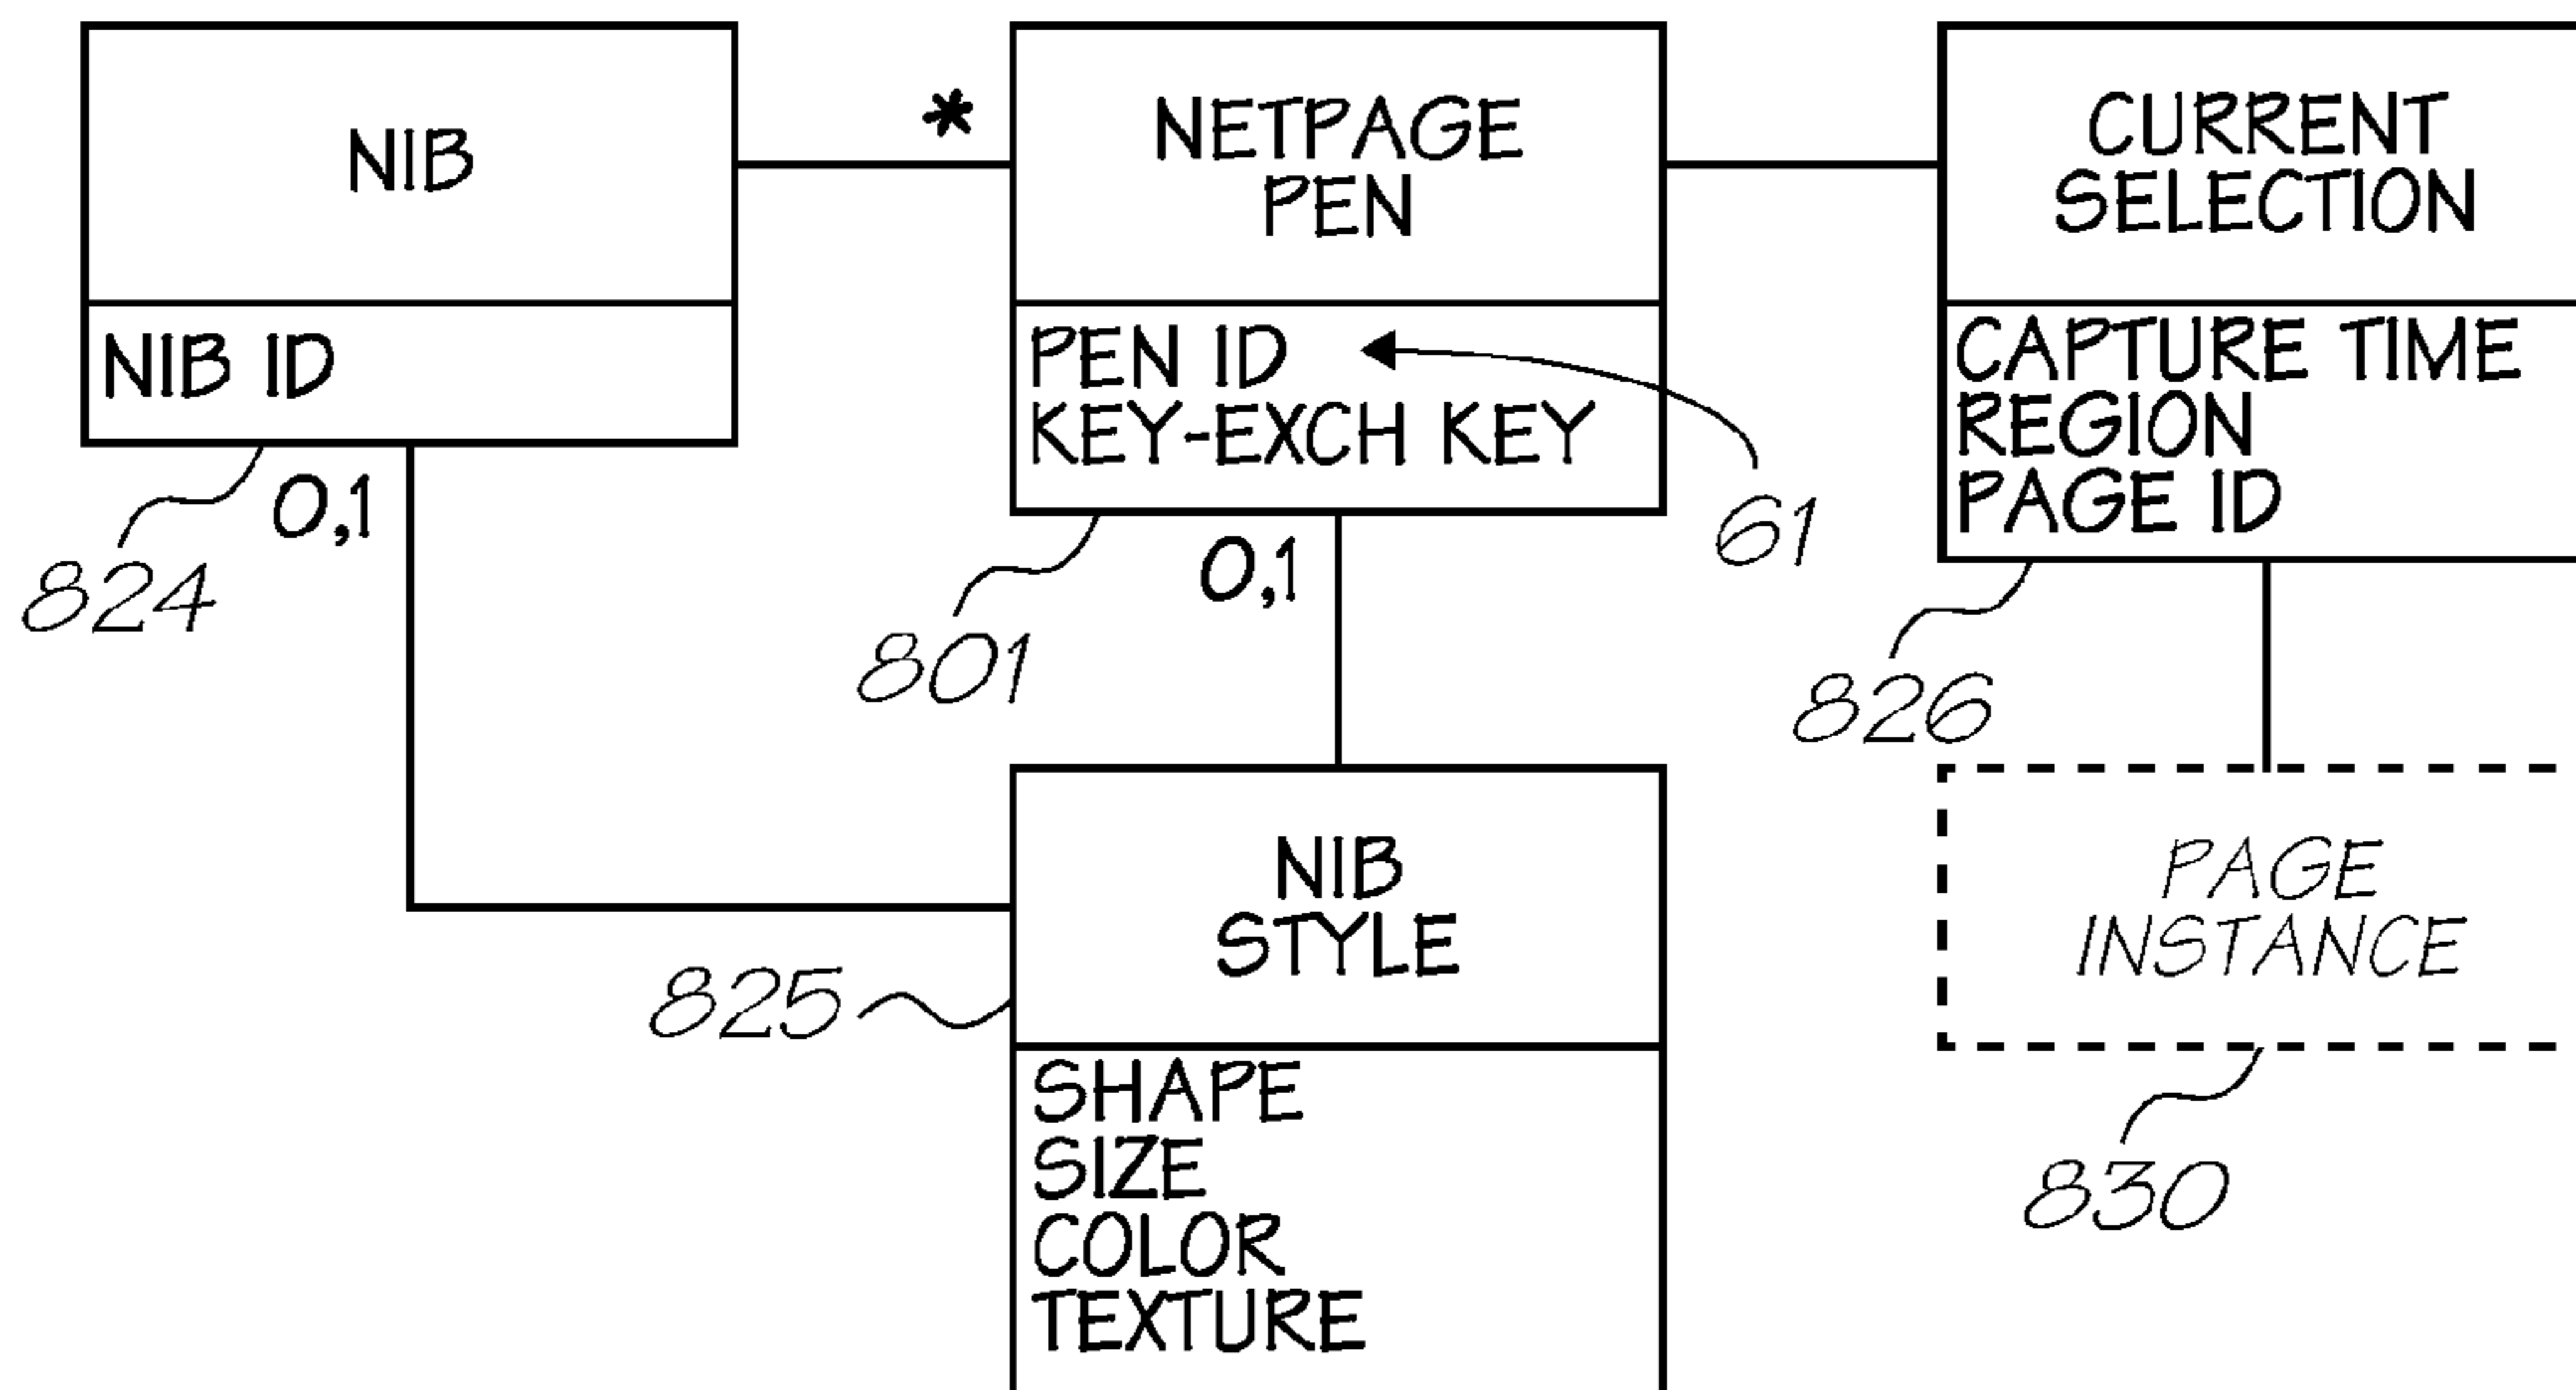 NIB
NIB ID
824
0,1
*
NETPAGE
PEN
PEN ID
KEY-EXCH KEY
61
801
0,1
CURRENT
SELECTION
CAPTURE TIME
REGION
PAGE ID
826
NIB
STYLE
825
SHAPE
SIZE
COLOR
TEXTURE
PAGE
INSTANCE
830